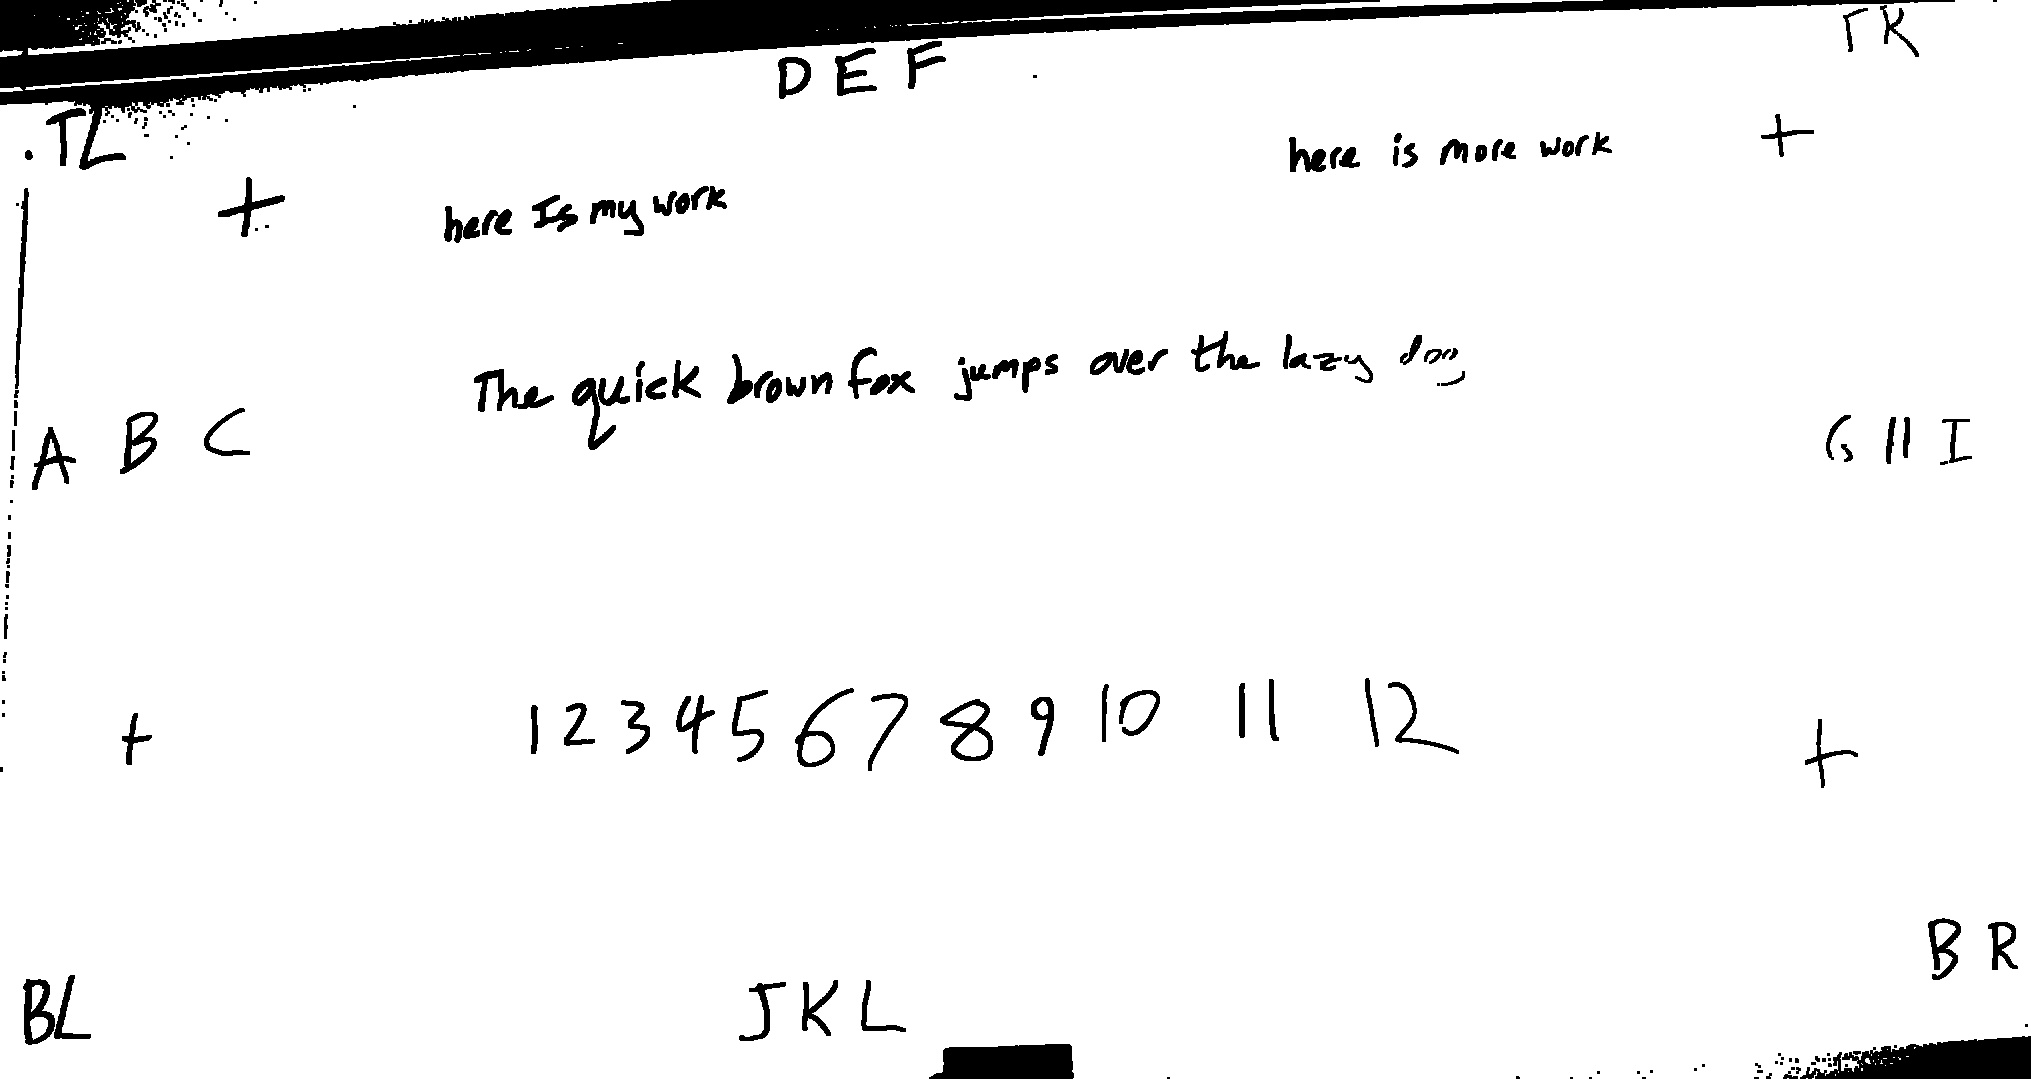 TR
DEF
TL
here is more work
+
+
here Is my work
The quick brown fox jumps over the lazy dog
A B C
G H I
+
1 2 3 4 5 6 7 8 9 10 11 12
+
B R
BL
JKL